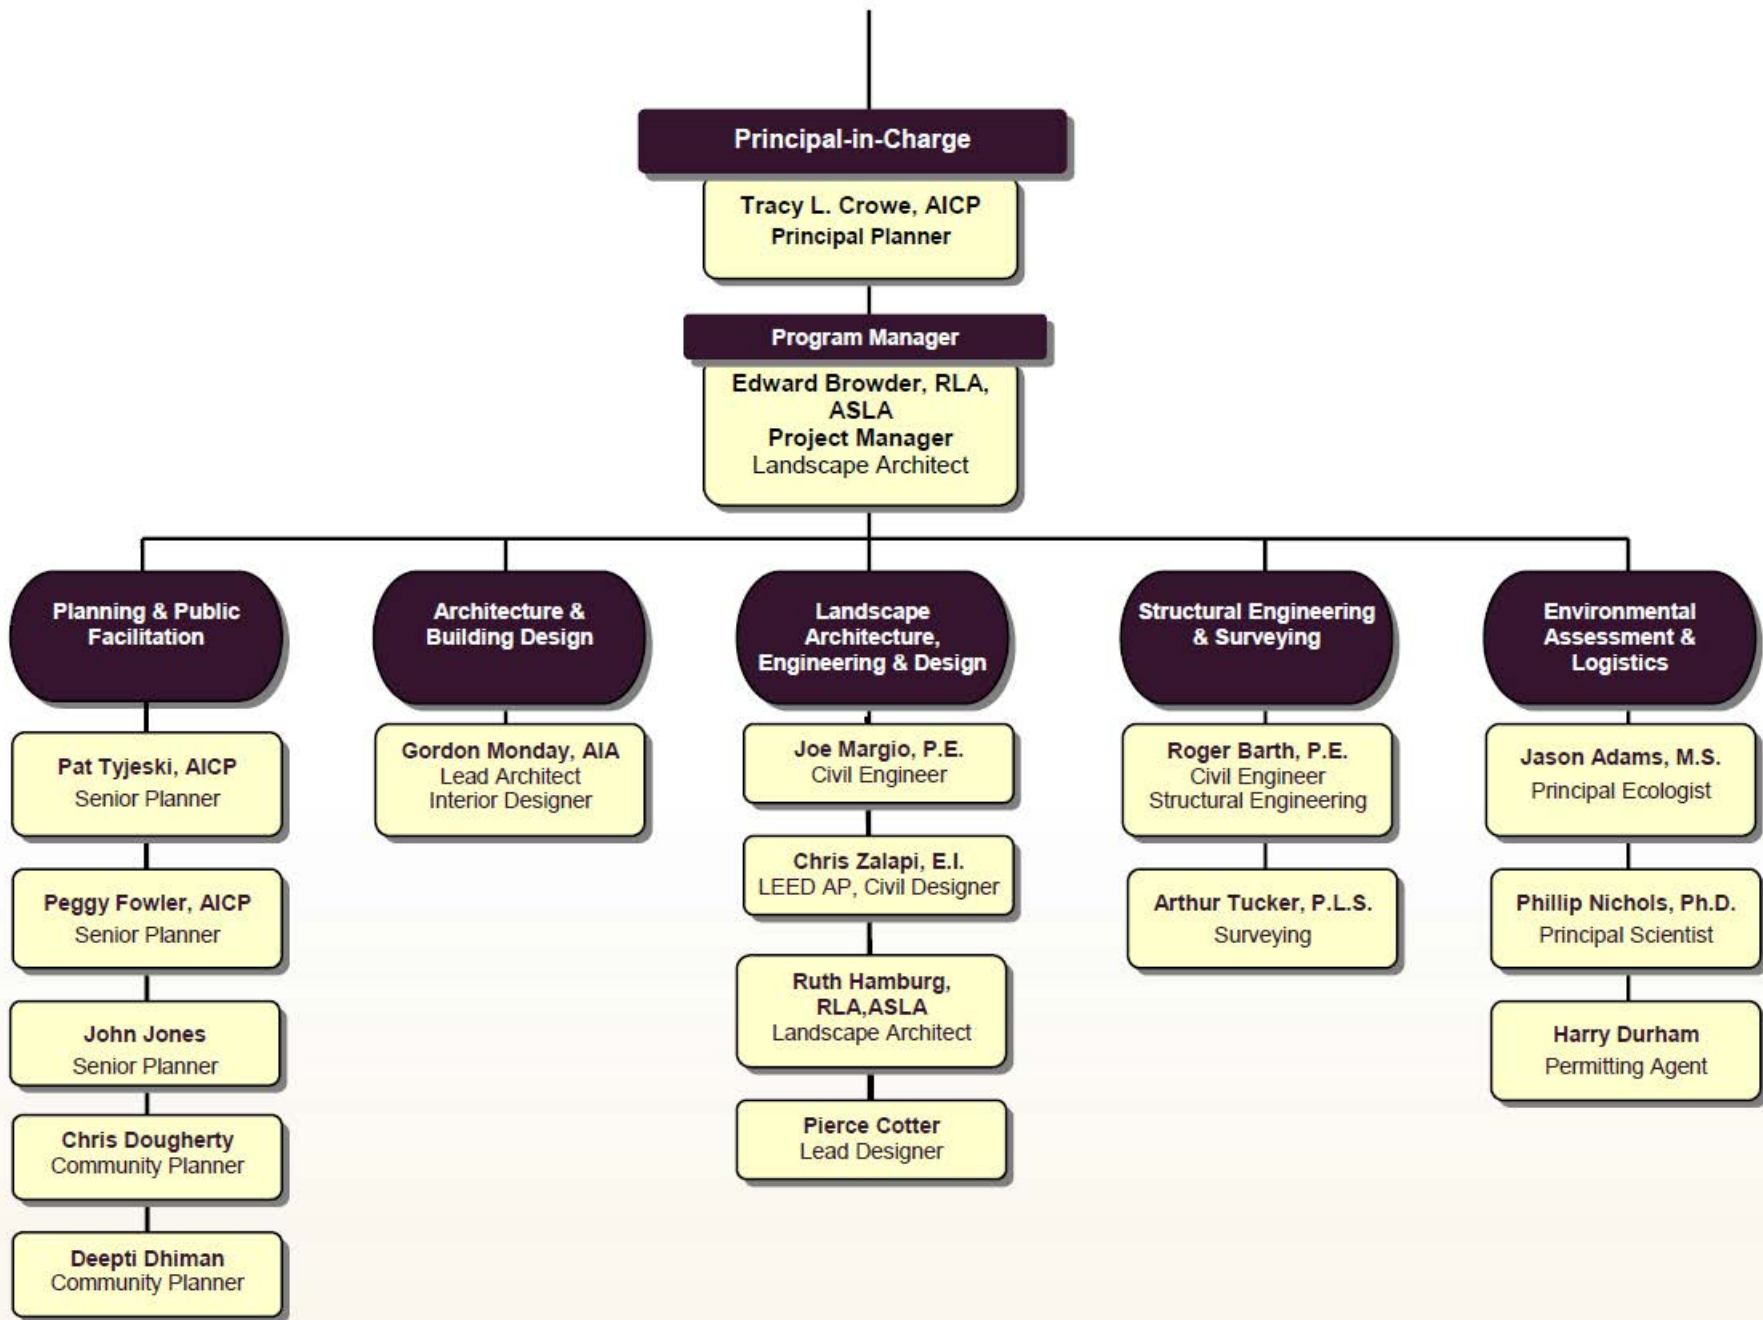 Principal-in-Charge
Tracy L. Crowe, AICP
Principal Planner
Program Manager
Edward Browder, RLA,
ASLA
Project Manager
Landscape Architect
Planning & Public
Facilitation
Pat Tyjeski, AICP
Senior Planner
Peggy Fowler, AICP
Senior Planner
John Jones
Senior Planner
Chris Dougherty
Community Planner
Deepti Dhiman
Community Planner
Architecture &
Building Design
Gordon Monday, AIA
Lead Architect
Interior Designer
Landscape
Architecture,
Engineering & Design
Joe Margio, P.E.
Civil Engineer
Chris Zalapi, E.I.
LEED AP, Civil Designer
Ruth Hamburg,
RLA,ASLA
Landscape Architect
Pierce Cotter
Lead Designer
Structural Engineering
& Surveying
Roger Barth, P.E.
Civil Engineer
Structural Engineering
Arthur Tucker, P.L.S.
Surveying
Environmental
Assessment &
Logistics
Jason Adams, M.S.
Principal Ecologist
Phillip Nichols, Ph.D.
Principal Scientist
Harry Durham
Permitting Agent